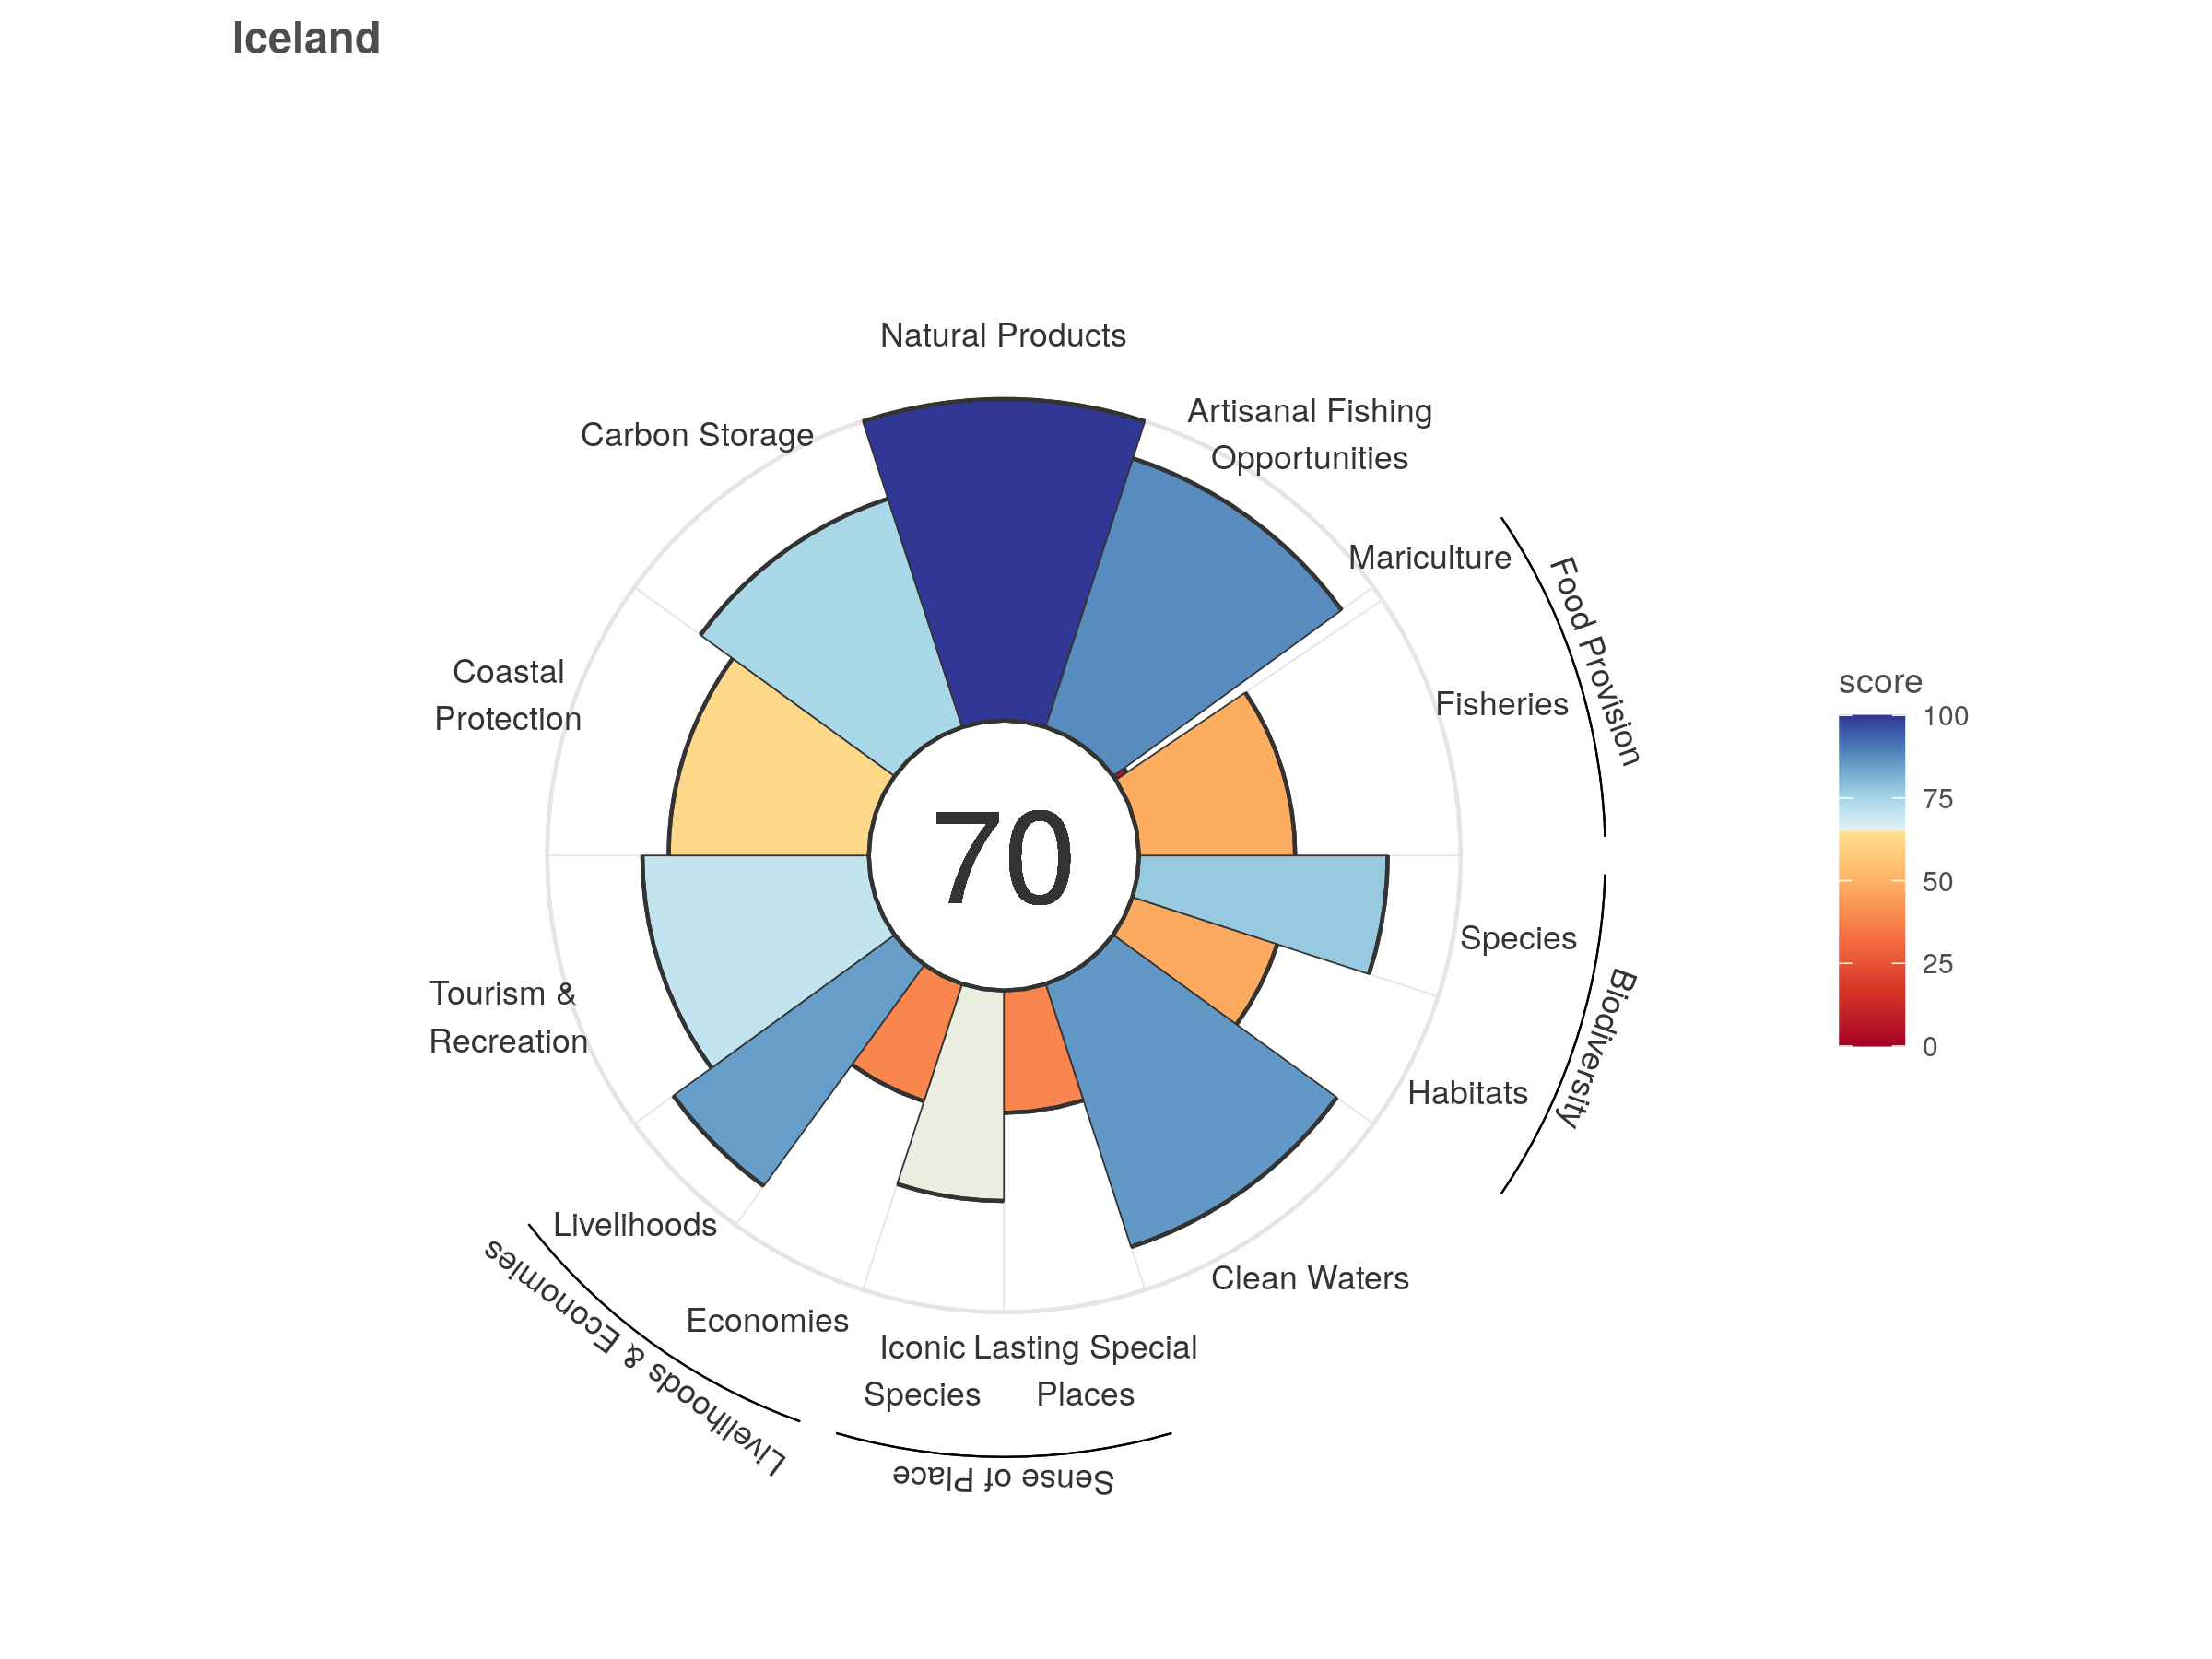 Iceland
Natural Products
Artisanal Fishing
Opportunities
Carbon Storage
Mariculture
Food Provision
Coastal
Protection
Fisheries
score
100
75
50
25
0
70
Species
Biodiversity
Tourism &
Recreation
Habitats
Livelihoods
Clean Waters
Livelihoods & Economies
Economies
Iconic
Species
Lasting Special
Places
Sense of Place